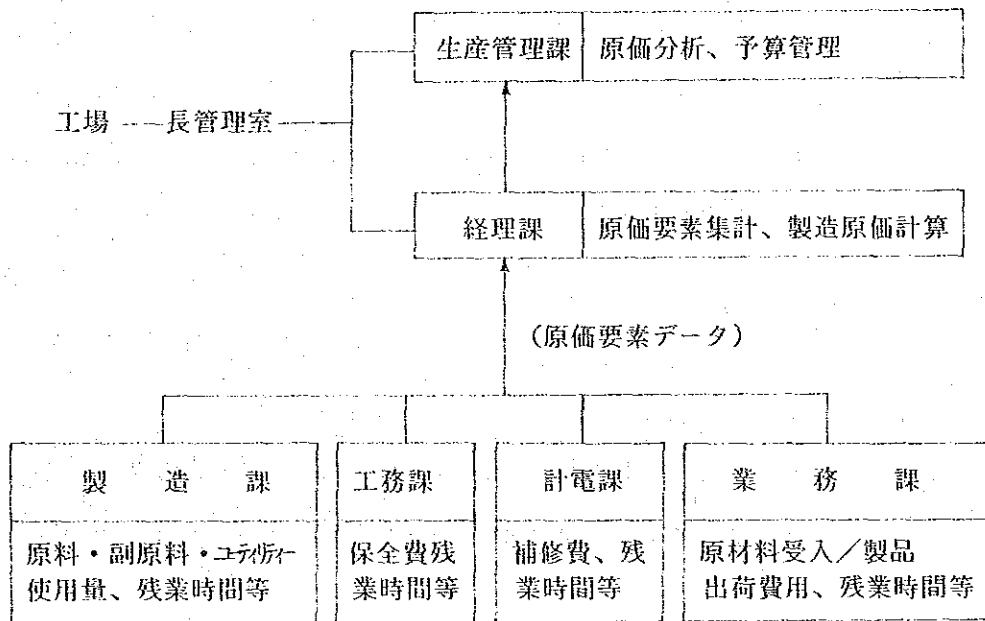 生産管理課 原価分析、予算管理
工場 長管理室
経理課 原価要素集計、製造原価計算
(原価要素データ)
製造課 工務課 計電課 業務課
原料・副原料・ユティリティー 保全費残 補修費、残 原材料受入/製品
使用量、残業時間等 業時間等 業時間等 出荷費用、残業時間等